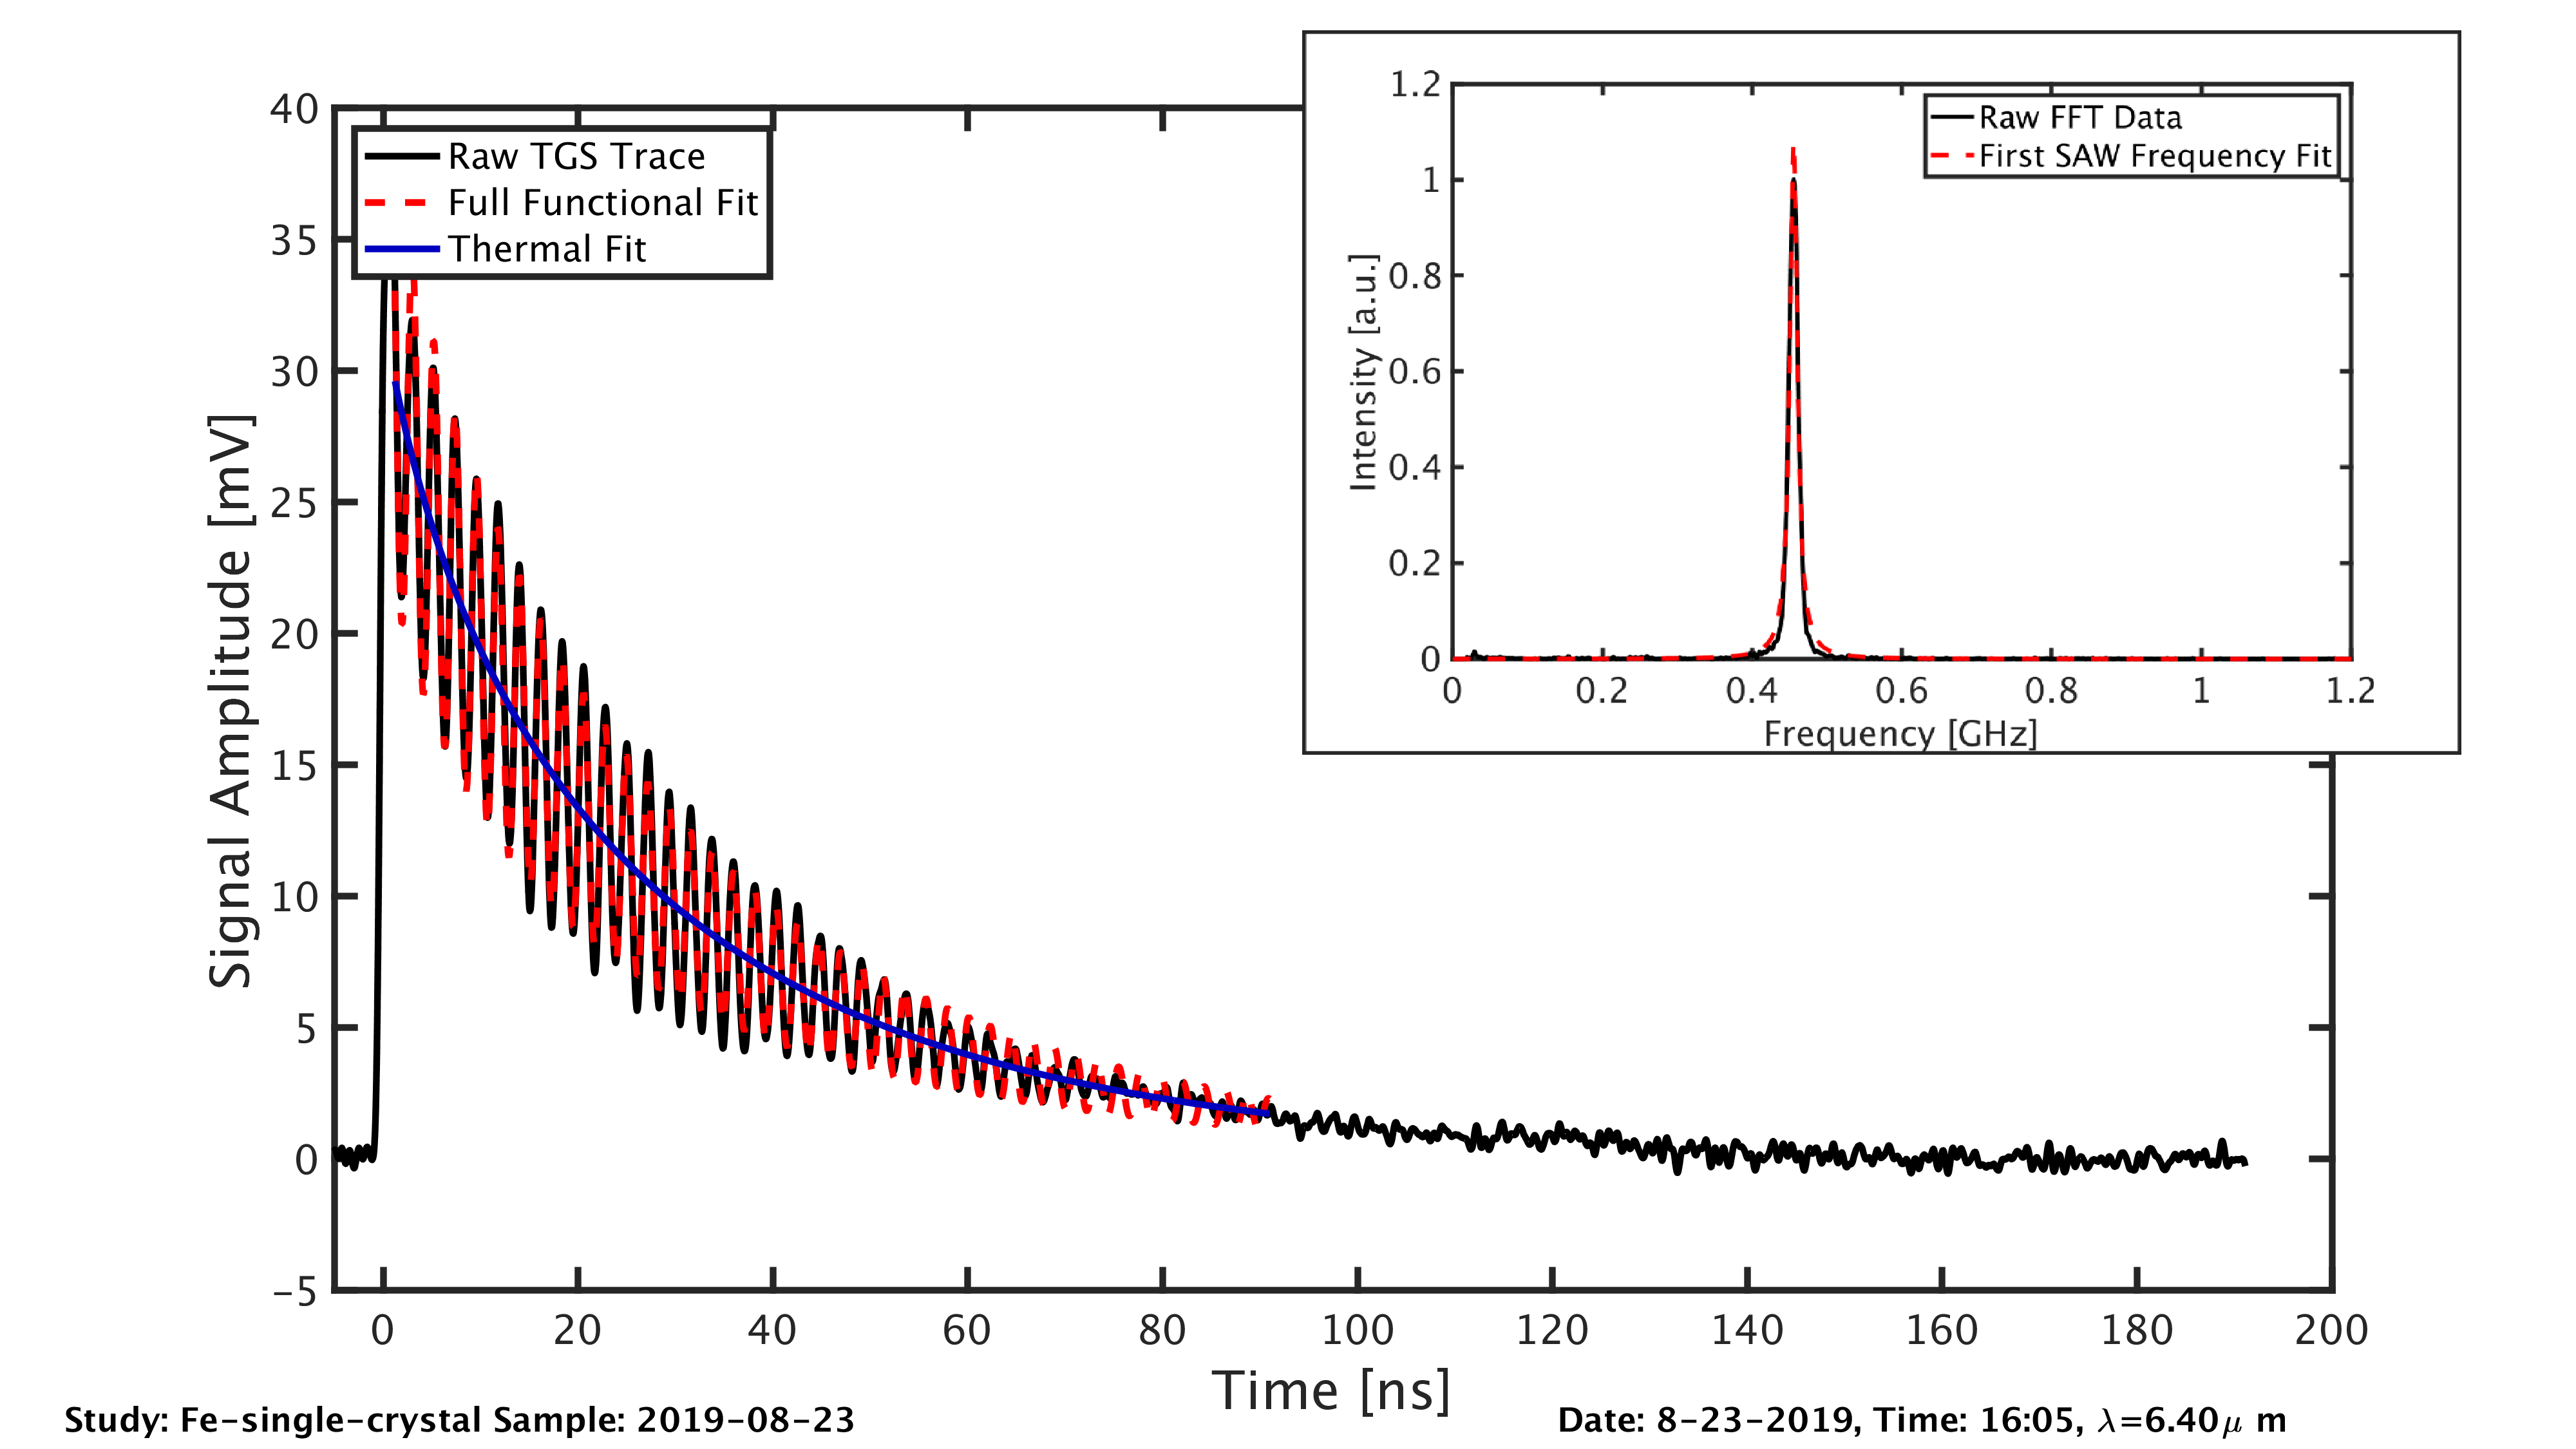 Raw TGS Trace
Full Functional Fit
Thermal Fit
Signal Amplitude [mV]
40
35
30
25
20
15
10
5
0
−5
0 20 40 60 80 100 120 140 160 180 200
Time [ns]
Raw FFT Data
First SAW Frequency Fit
Intensity [a.u.]
1.2
1
0.8
0.6
0.4
0.2
0
0 0.2 0.4 0.6 0.8 1 1.2
Frequency [GHz]
Study: Fe−single−crystal Sample: 2019−08−23
Date: 8−23−2019, Time: 16:05, λ=6.40μ m